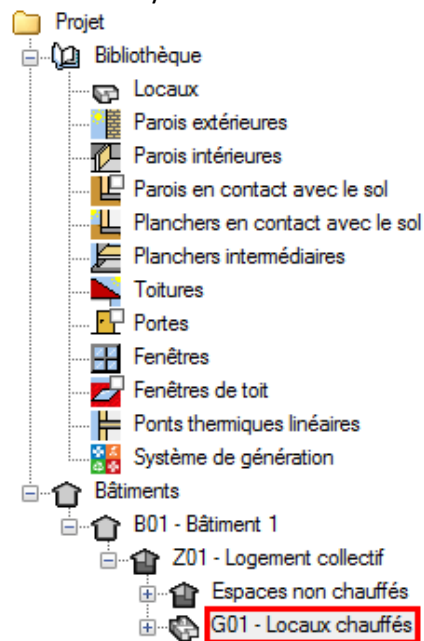 Projet
Bibliothèque
Locaux
Parois extérieures
Parois intérieures
Parois en contact avec le sol
Planchers en contact avec le sol
Planchers intermédiaires
Toitures
Portes
Fenêtres
Fenêtres de toit
Ponts thermiques linéaires
Système de génération
Bâtiments
B01 - Bâtiment 1
Z01 - Logement collectif
Espaces non chauffés
G01 - Locaux chauffés